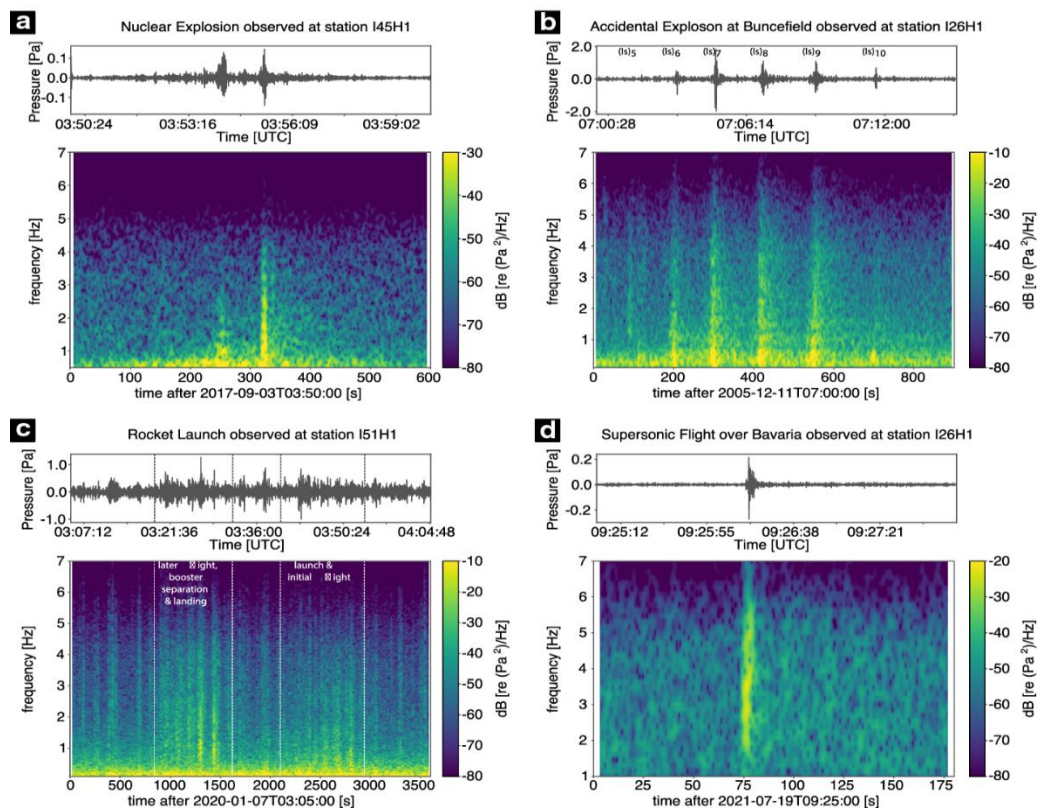 a
Nuclear Explosion observed at station I45H1
Pressure [Pa]
0.1
0.0
-0.1
03:50:24 03:53:16 03:56:09 03:59:02
Time [UTC]
frequency [Hz]
7
6
5
4
3
2
1
0 100 200 300 400 500 600
time after 2017-09-03T03:50:00 [s]
-30
-40
-50
-60
-70
-80
dB [re (Pa²)/Hz]
b
Accidental Exploson at Buncefield observed at station I26H1
Pressure [Pa]
2.0
0.0
-2.0
(Is)5 (Is)6 (Is)7 (Is)8 (Is)9 (Is)10
07:00:28 07:06:14 07:12:00
Time [UTC]
frequency [Hz]
7
6
5
4
3
2
1
0 200 400 600 800
time after 2005-12-11T07:00:00 [s]
-10
-20
-30
-40
-50
-60
-70
-80
dB [re (Pa²)/Hz]
c
Rocket Launch observed at station I51H1
Pressure [Pa]
1.0
0.0
-1.0
03:07:12 03:21:36 03:36:00 03:50:24 04:04:48
Time [UTC]
frequency [Hz]
7
6
5
4
3
2
1
later ight,
booster
separation
& landing
launch &
initial ight
0 500 1000 1500 2000 2500 3000 3500
time after 2020-01-07T03:05:00 [s]
-10
-20
-30
-40
-50
-60
-70
-80
dB [re (Pa²)/Hz]
d
Supersonic Flight over Bavaria observed at station I26H1
Pressure [Pa]
0.2
0.0
-0.2
09:25:12 09:25:55 09:26:38 09:27:21
Time [UTC]
frequency [Hz]
7
6
5
4
3
2
1
0 25 50 75 100 125 150 175
time after 2021-07-19T09:25:00 [s]
-20
-30
-40
-50
-60
-70
-80
dB [re (Pa²)/Hz]